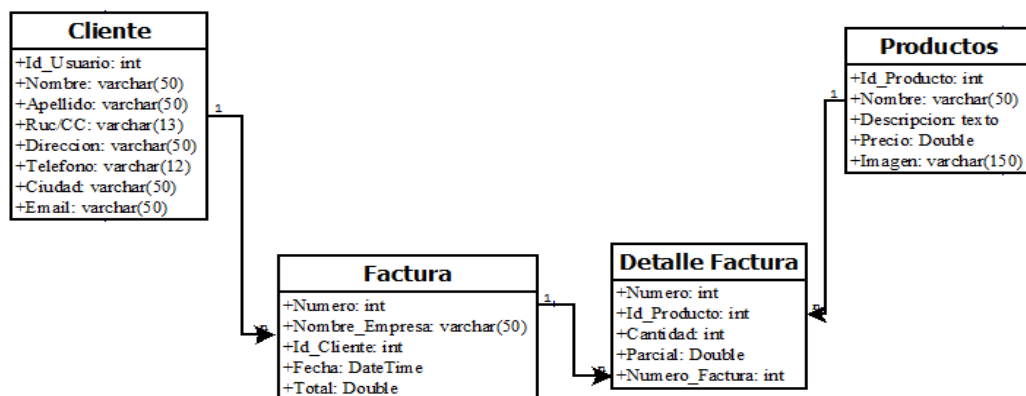 Cliente
+Id_Usuario: int
+Nombre: varchar(50)
+Apellido: varchar(50)
+Ruc/CC: varchar(13)
+Direccion: varchar(50)
+Telefono: varchar(12)
+Ciudad: varchar(50)
+Email: varchar(50)
1
n
Productos
+Id_Producto: int
+Nombre: varchar(50)
+Descripcion: texto
+Precio: Double
+Imagen: varchar(150)
1
n
Factura
+Numero: int
+Nombre_Empresa: varchar(50)
+Id_Cliente: int
+Fecha: DateTime
+Total: Double
1
n
Detalle Factura
+Numero: int
+Id_Producto: int
+Cantidad: int
+Parcial: Double
+Numero_Factura: int